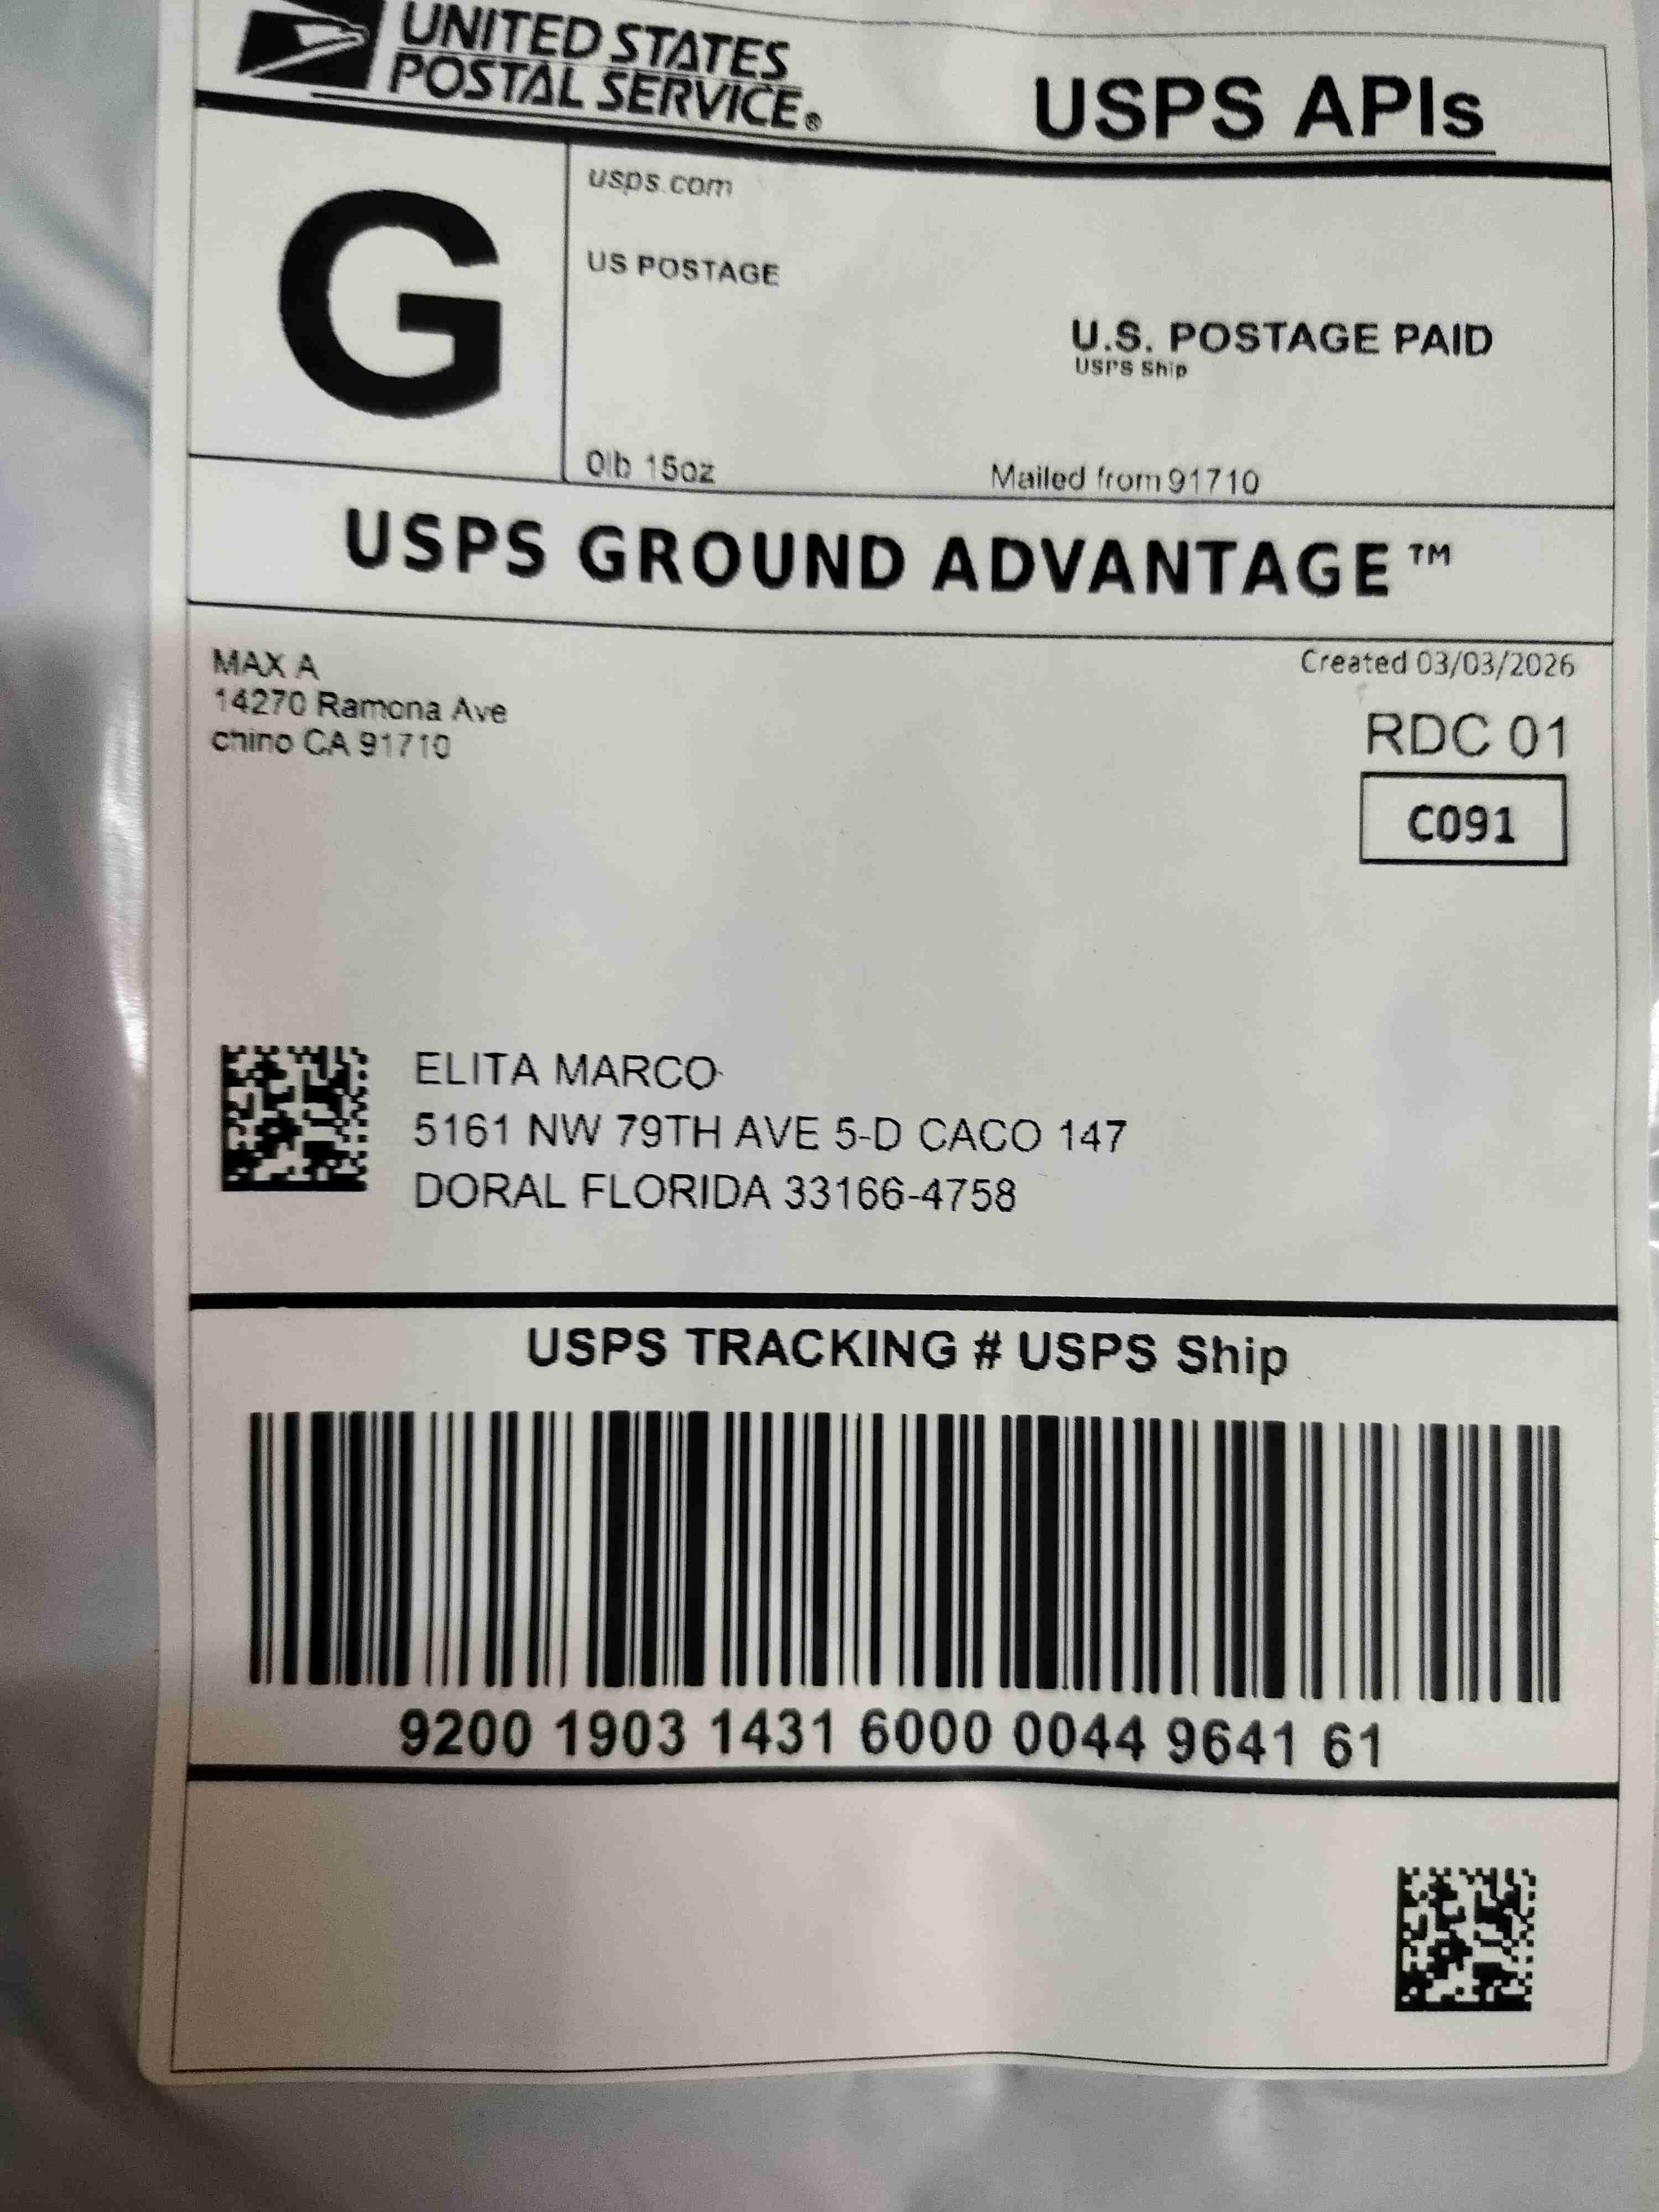 UNITED STATES
POSTAL SERVICE®
USPS APIs
G
usps.com
US POSTAGE
U.S. POSTAGE PAID
USPS Ship
0lb 15oz
Mailed from 91710
USPS GROUND ADVANTAGE™
MAX A
14270 Ramona Ave
chino CA 91710
Created 03/03/2026
RDC 01
C091
ELITA MARCO
5161 NW 79TH AVE 5-D CACO 147
DORAL FLORIDA 33166-4758
USPS TRACKING # USPS Ship
9200 1903 1431 6000 0044 9641 61